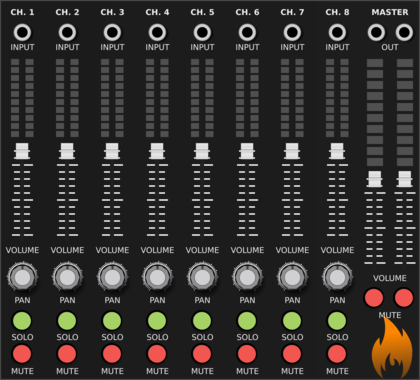 CH. 1 CH. 2 CH. 3 CH. 4 CH. 5 CH. 6 CH. 7 CH. 8 MASTER
INPUT INPUT INPUT INPUT INPUT INPUT INPUT INPUT OUT
VOLUME VOLUME VOLUME VOLUME VOLUME VOLUME VOLUME VOLUME
VOLUME
PAN PAN PAN PAN PAN PAN PAN PAN
MUTE
SOLO SOLO SOLO SOLO SOLO SOLO SOLO SOLO
MUTE MUTE MUTE MUTE MUTE MUTE MUTE MUTE